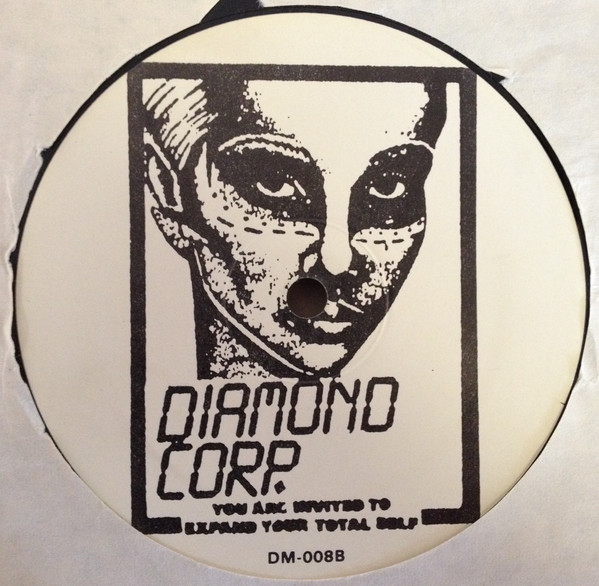 DIAMOND
CORP.
YOU ARE INVITED TO
EXPAND YOUR TOTAL SELF
DM-008B